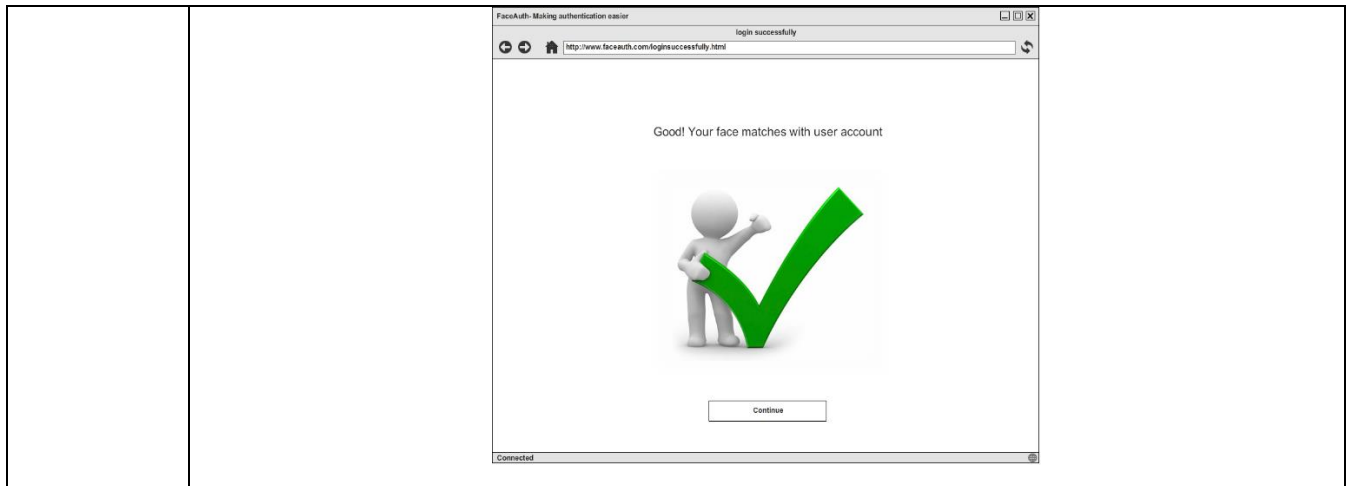 FaceAuth- Making authentication easier
login successfully
http://www.faceauth.com/loginsuccessfully.html
Good! Your face matches with user account
Continue
Connected